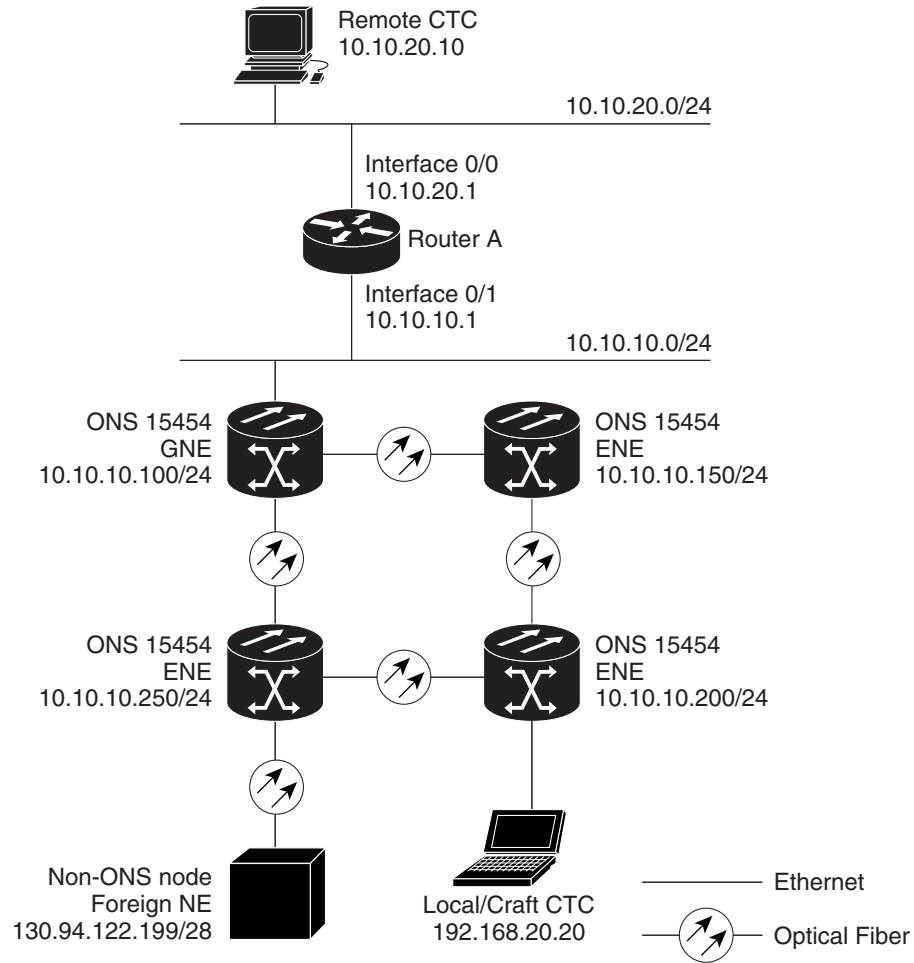 Remote CTC
10.10.20.10
10.10.20.0/24
Interface 0/0
10.10.20.1
Router A
Interface 0/1
10.10.10.1
10.10.10.0/24
ONS 15454
GNE
10.10.10.100/24
ONS 15454
ENE
10.10.10.150/24
ONS 15454
ENE
10.10.10.250/24
ONS 15454
ENE
10.10.10.200/24
Non-ONS node
Foreign NE
130.94.122.199/28
Local/Craft CTC
192.168.20.20
Ethernet
Optical Fiber